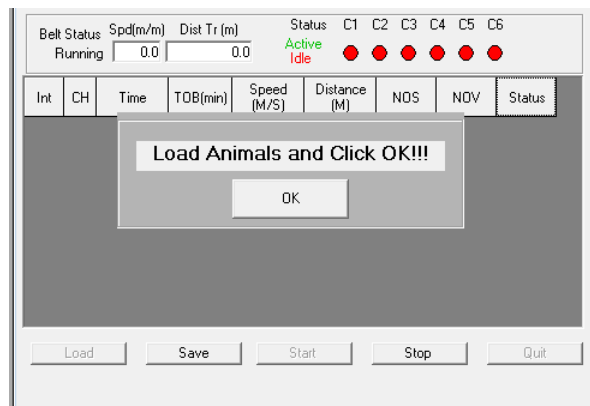 Belt Status Spd(m/m) Dist Tr (m) Status C1 C2 C3 C4 C5 C6
Running 0.0 0.0 Active
Idle
Int CH Time TOB(min) Speed (M/S) Distance (M) NOS NOV Status
Load Animals and Click OK!!!
OK
Load Save Start Stop Quit